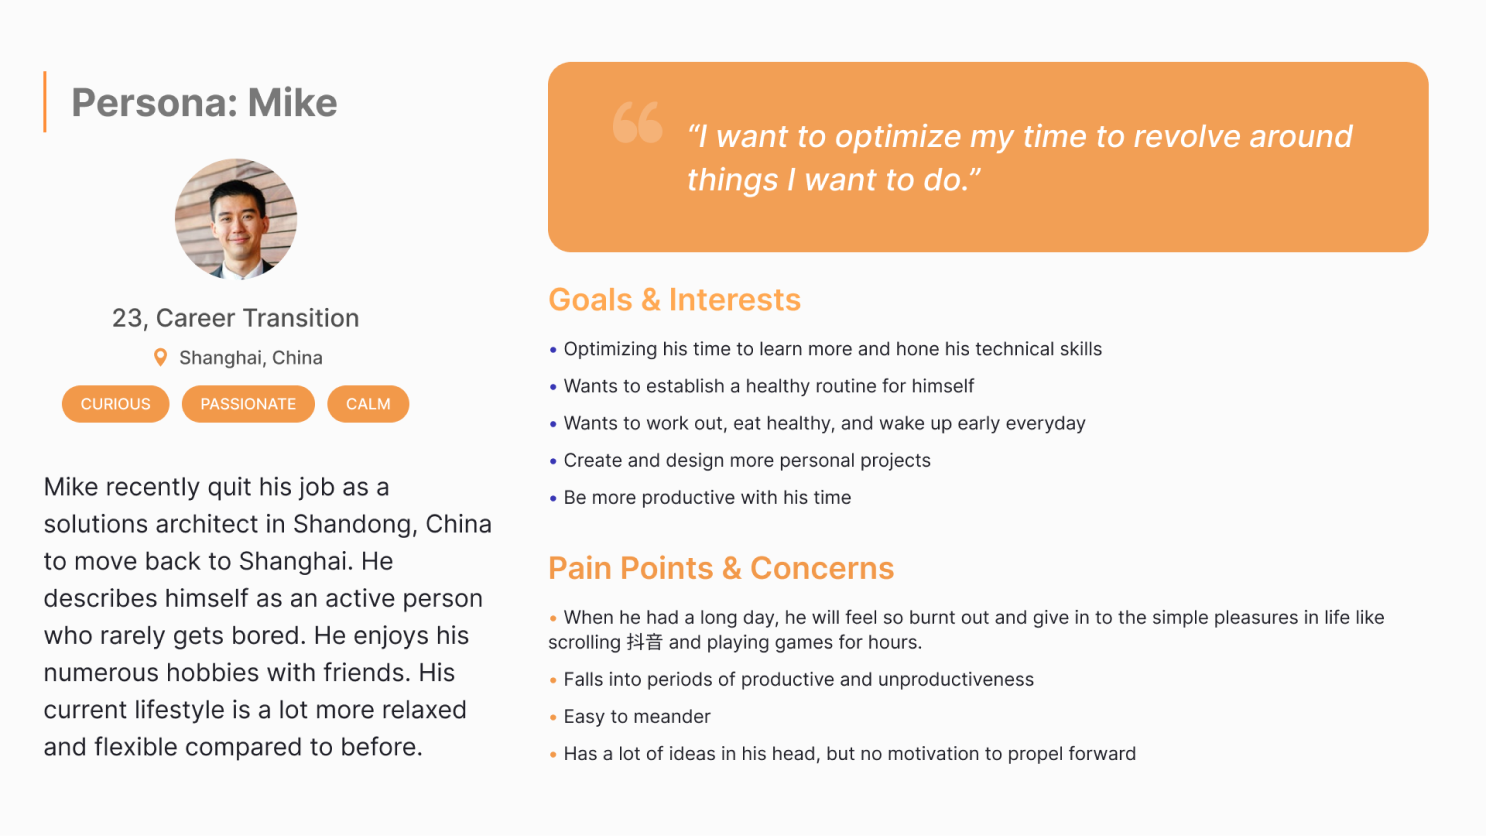 Persona: Mike
23, Career Transition
Shanghai, China
CURIOUS PASSIONATE CALM
Mike recently quit his job as a
solutions architect in Shandong, China
to move back to Shanghai. He
describes himself as an active person
who rarely gets bored. He enjoys his
numerous hobbies with friends. His
current lifestyle is a lot more relaxed
and flexible compared to before.
“
“I want to optimize my time to revolve around
things I want to do.”
Goals & Interests
• Optimizing his time to learn more and hone his technical skills
• Wants to establish a healthy routine for himself
• Wants to work out, eat healthy, and wake up early everyday
• Create and design more personal projects
• Be more productive with his time
Pain Points & Concerns
• When he had a long day, he will feel so burnt out and give in to the simple pleasures in life like
scrolling 抖音 and playing games for hours.
• Falls into periods of productive and unproductiveness
• Easy to meander
• Has a lot of ideas in his head, but no motivation to propel forward